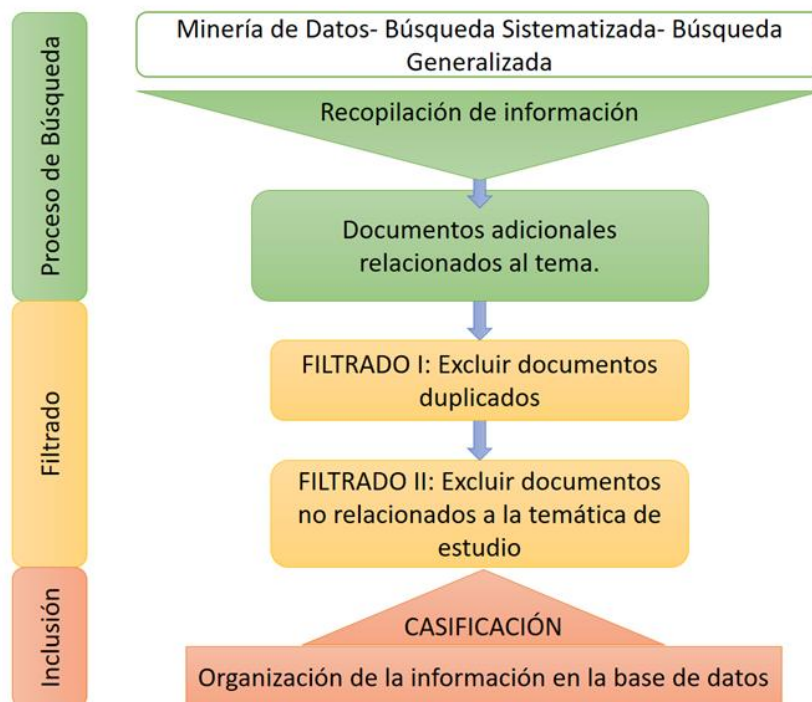 Proceso de Búsqueda
Minería de Datos- Búsqueda Sistematizada- Búsqueda
Generalizada
Recopilación de información
Documentos adicionales
relacionados al tema.
Filtrado
FILTRADO I: Excluir documentos
duplicados
FILTRADO II: Excluir documentos
no relacionados a la temática de
estudio
Inclusión
CASIFICACIÓN
Organización de la información en la base de datos